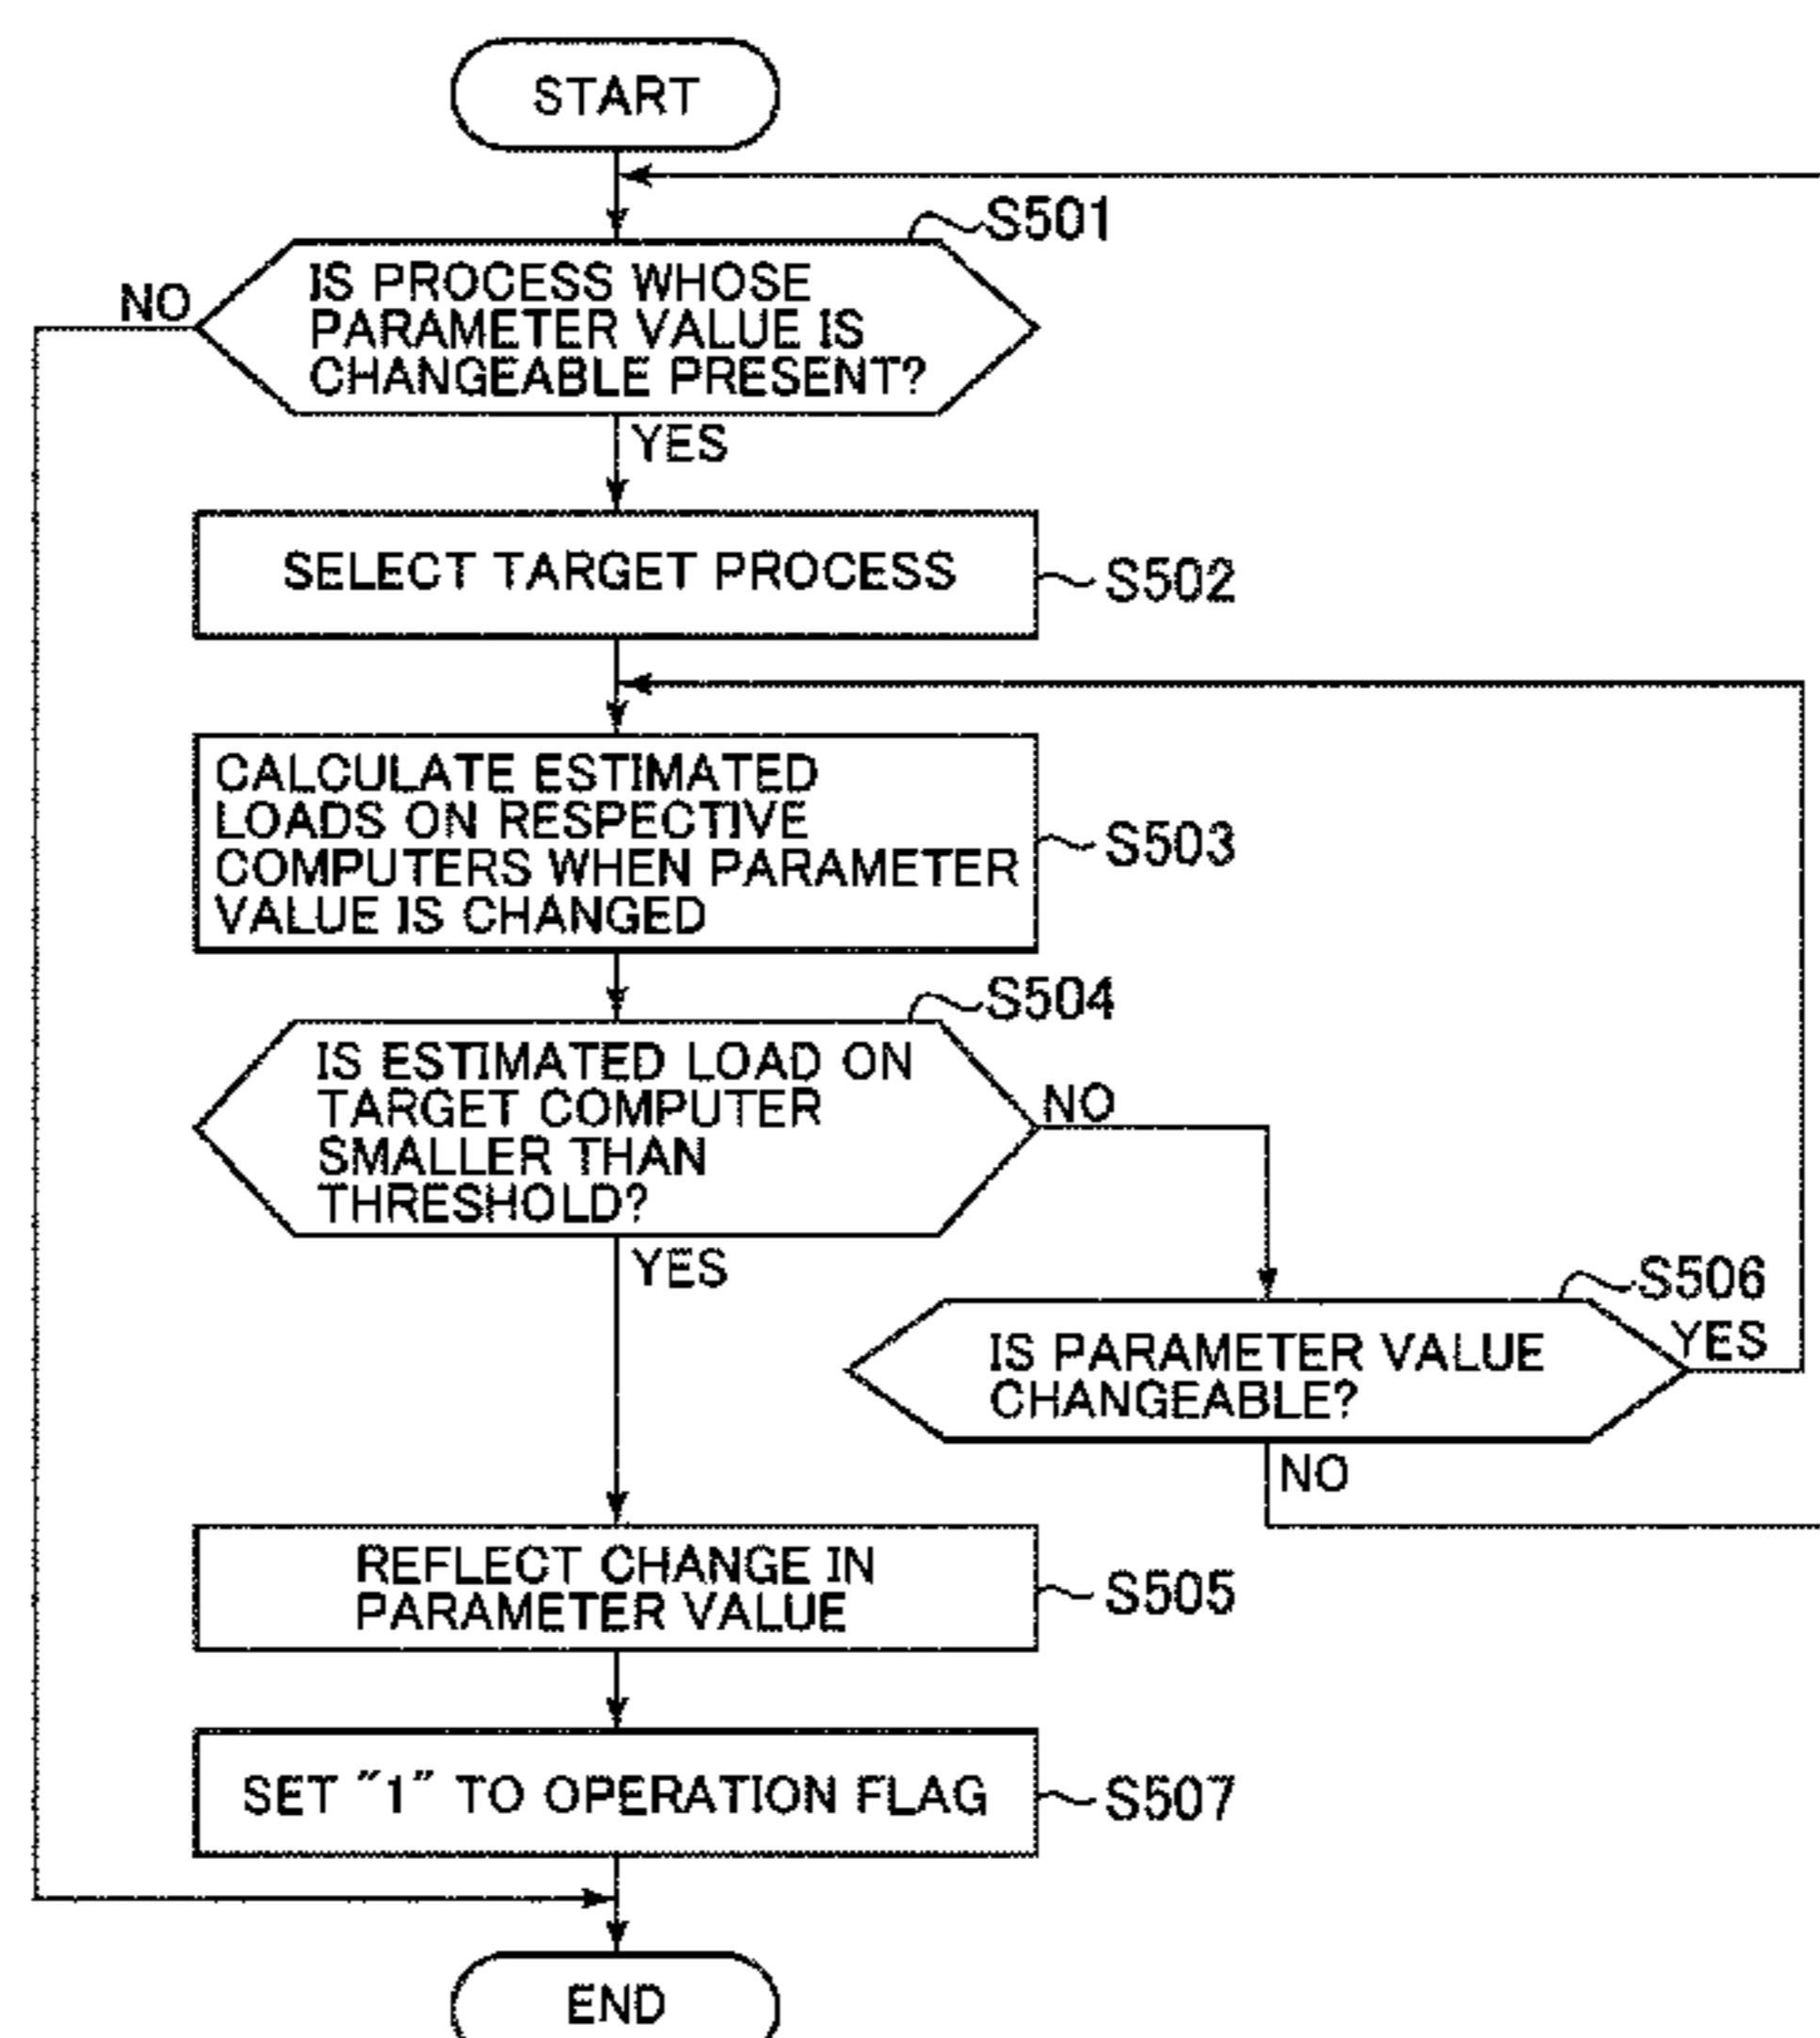 START
S501
NO
IS PROCESS WHOSE
PARAMETER VALUE IS
CHANGEABLE PRESENT?
YES
SELECT TARGET PROCESS
S502
CALCULATE ESTIMATED
LOADS ON RESPECTIVE
COMPUTERS WHEN PARAMETER
VALUE IS CHANGED
S503
S504
IS ESTIMATED LOAD ON
TARGET COMPUTER
SMALLER THAN
THRESHOLD?
NO
YES
S506
IS PARAMETER VALUE
CHANGEABLE?
YES
NO
REFLECT CHANGE IN
PARAMETER VALUE
S505
SET "1" TO OPERATION FLAG
S507
END